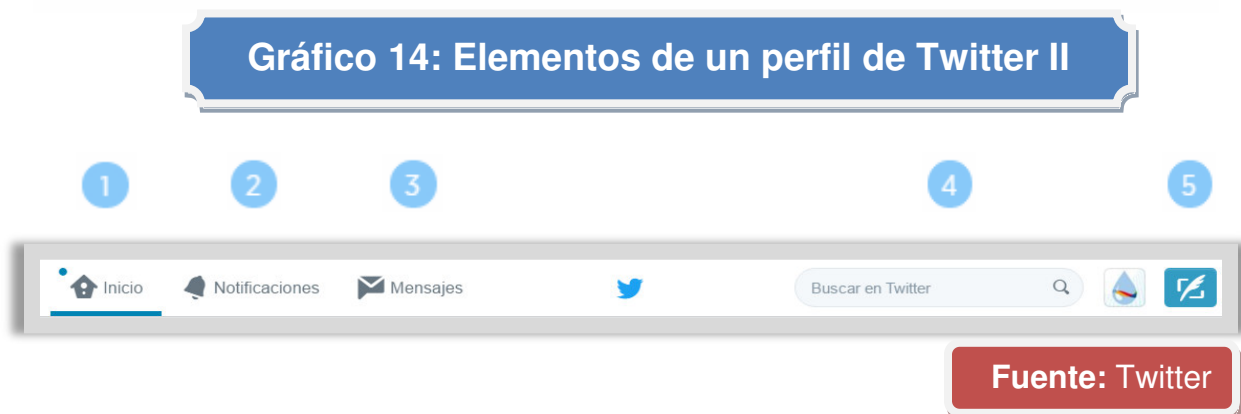 Gráfico 14: Elementos de un perfil de Twitter II
1 2 3 4 5
Inicio Notificaciones Mensajes Buscar en Twitter
Fuente: Twitter